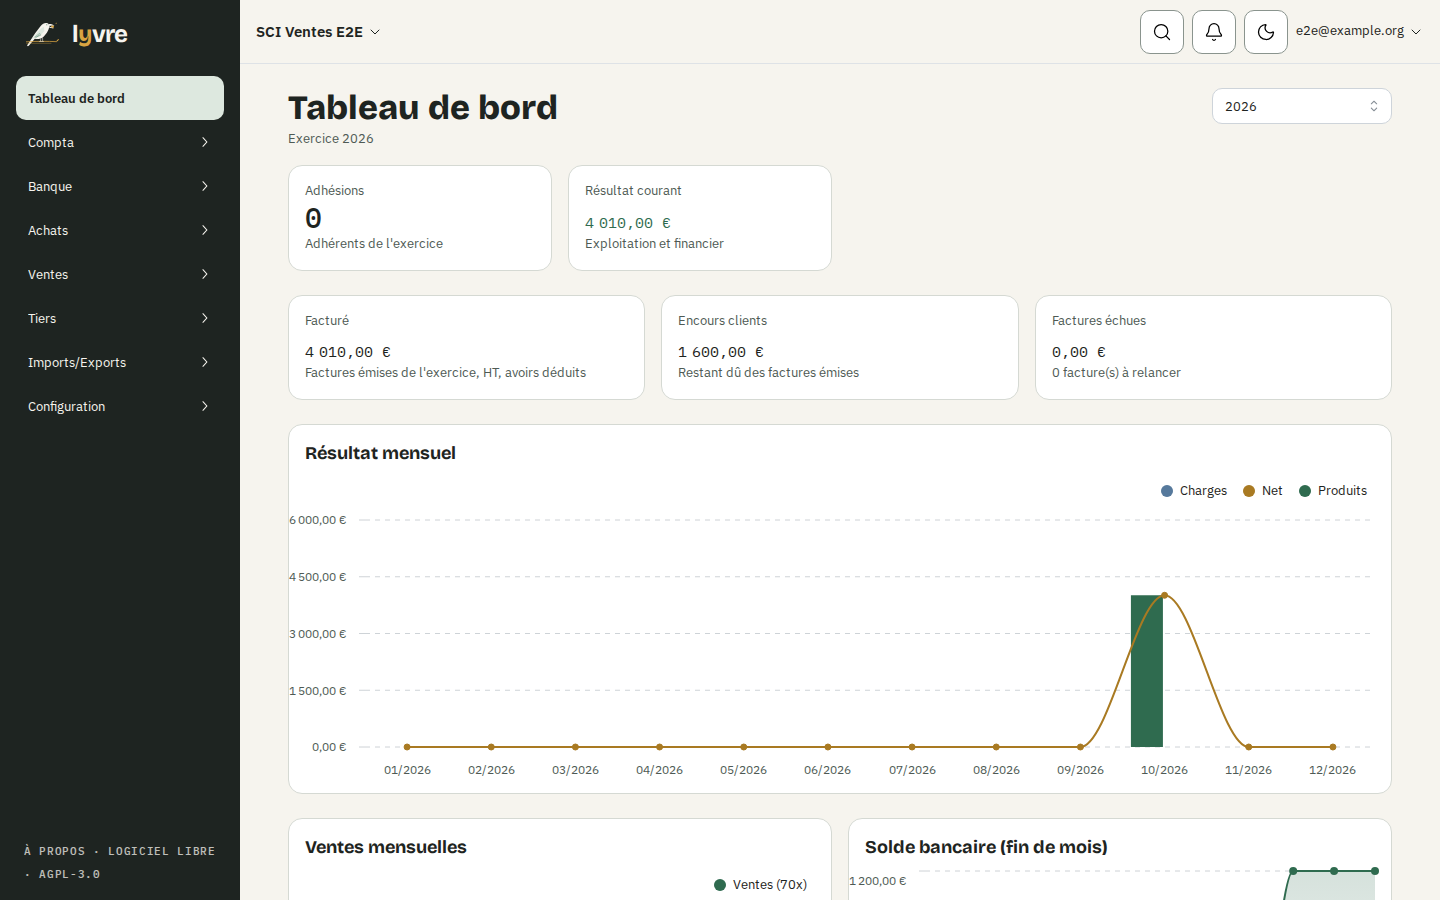 lyvre
SCI Ventes E2E
e2e@example.org
Tableau de bord
Compta
Banque
Achats
Ventes
Tiers
Imports/Exports
Configuration
À PROPOS · LOGICIEL LIBRE
· AGPL-3.0
Tableau de bord
Exercice 2026
2026
Adhésions
0
Adhérents de l'exercice
Résultat courant
4 010,00 €
Exploitation et financier
Facturé
4 010,00 €
Factures émises de l'exercice, HT, avoirs déduits
Encours clients
1 600,00 €
Restant dû des factures émises
Factures échues
0,00 €
0 facture(s) à relancer
Résultat mensuel
Charges Net Produits
6 000,00 €
4 500,00 €
3 000,00 €
1 500,00 €
0,00 €
01/2026 02/2026 03/2026 04/2026 05/2026 06/2026 07/2026 08/2026 09/2026 10/2026 11/2026 12/2026
Ventes mensuelles
Ventes (70x)
Solde bancaire (fin de mois)
1 200,00 €